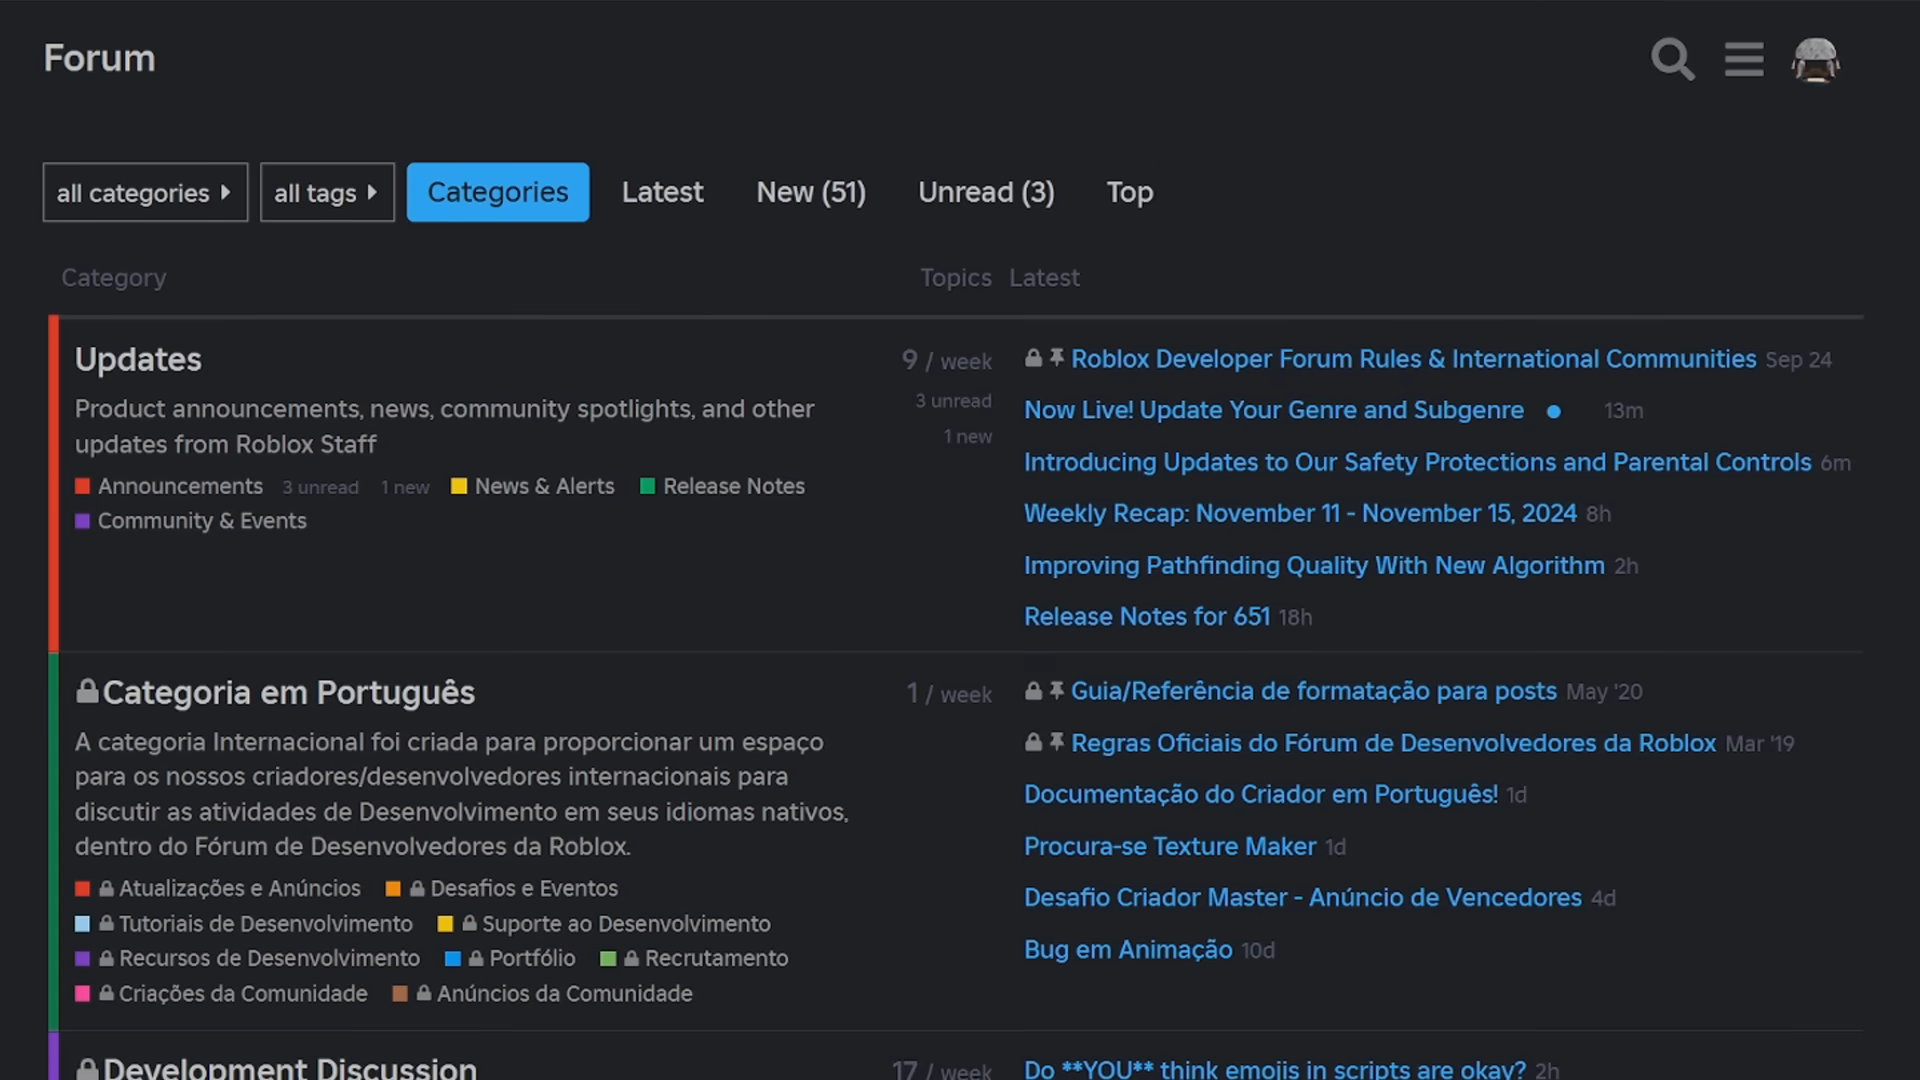 Forum
all categories all tags Categories Latest New (51) Unread (3) Top
Category Topics Latest
Updates
9 / week
3 unread
1 new
Product announcements, news, community spotlights, and other
updates from Roblox Staff
Announcements 3 unread 1 new News & Alerts Release Notes
Community & Events
Roblox Developer Forum Rules & International Communities Sep 24
Now Live! Update Your Genre and Subgenre 13m
Introducing Updates to Our Safety Protections and Parental Controls 6m
Weekly Recap: November 11 - November 15, 2024 8h
Improving Pathfinding Quality With New Algorithm 2h
Release Notes for 651 18h
Categoria em Português
1 / week
A categoria Internacional foi criada para proporcionar um espaço
para os nossos criadores/desenvolvedores internacionais para
discutir as atividades de Desenvolvimento em seus idiomas nativos,
dentro do Fórum de Desenvolvedores da Roblox.
Atualizações e Anúncios Desafios e Eventos
Tutoriais de Desenvolvimento Suporte ao Desenvolvimento
Recursos de Desenvolvimento Portfólio Recrutamento
Criações da Comunidade Anúncios da Comunidade
Guia/Referência de formatação para posts May '20
Regras Oficiais do Fórum de Desenvolvedores da Roblox Mar '19
Documentação do Criador em Português! 1d
Procura-se Texture Maker 1d
Desafio Criador Master - Anúncio de Vencedores 4d
Bug em Animação 10d
Development Discussion
17 / week
Do **YOU** think emojis in scripts are okay? 2h